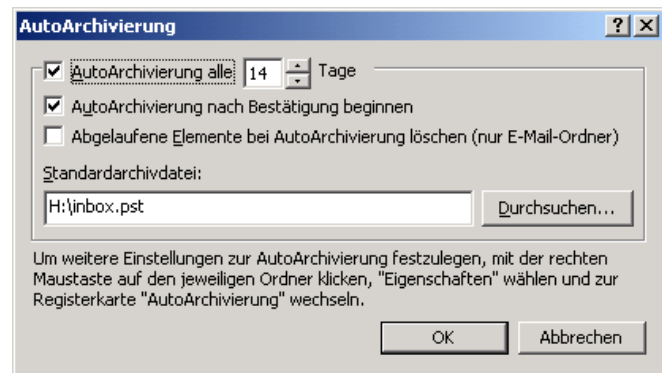 AutoArchivierung
AutoArchivierung alle 14 Tage
AutoArchivierung nach Bestätigung beginnen
Abgelaufene Elemente bei AutoArchivierung löschen (nur E-Mail-Ordner)
Standardarchivdatei:
H:\inbox.pst Durchsuchen...
Um weitere Einstellungen zur AutoArchivierung festzulegen, mit der rechten
Maustaste auf den jeweiligen Ordner klicken, "Eigenschaften" wählen und zur
Registerkarte "AutoArchivierung" wechseln.
OK Abbrechen